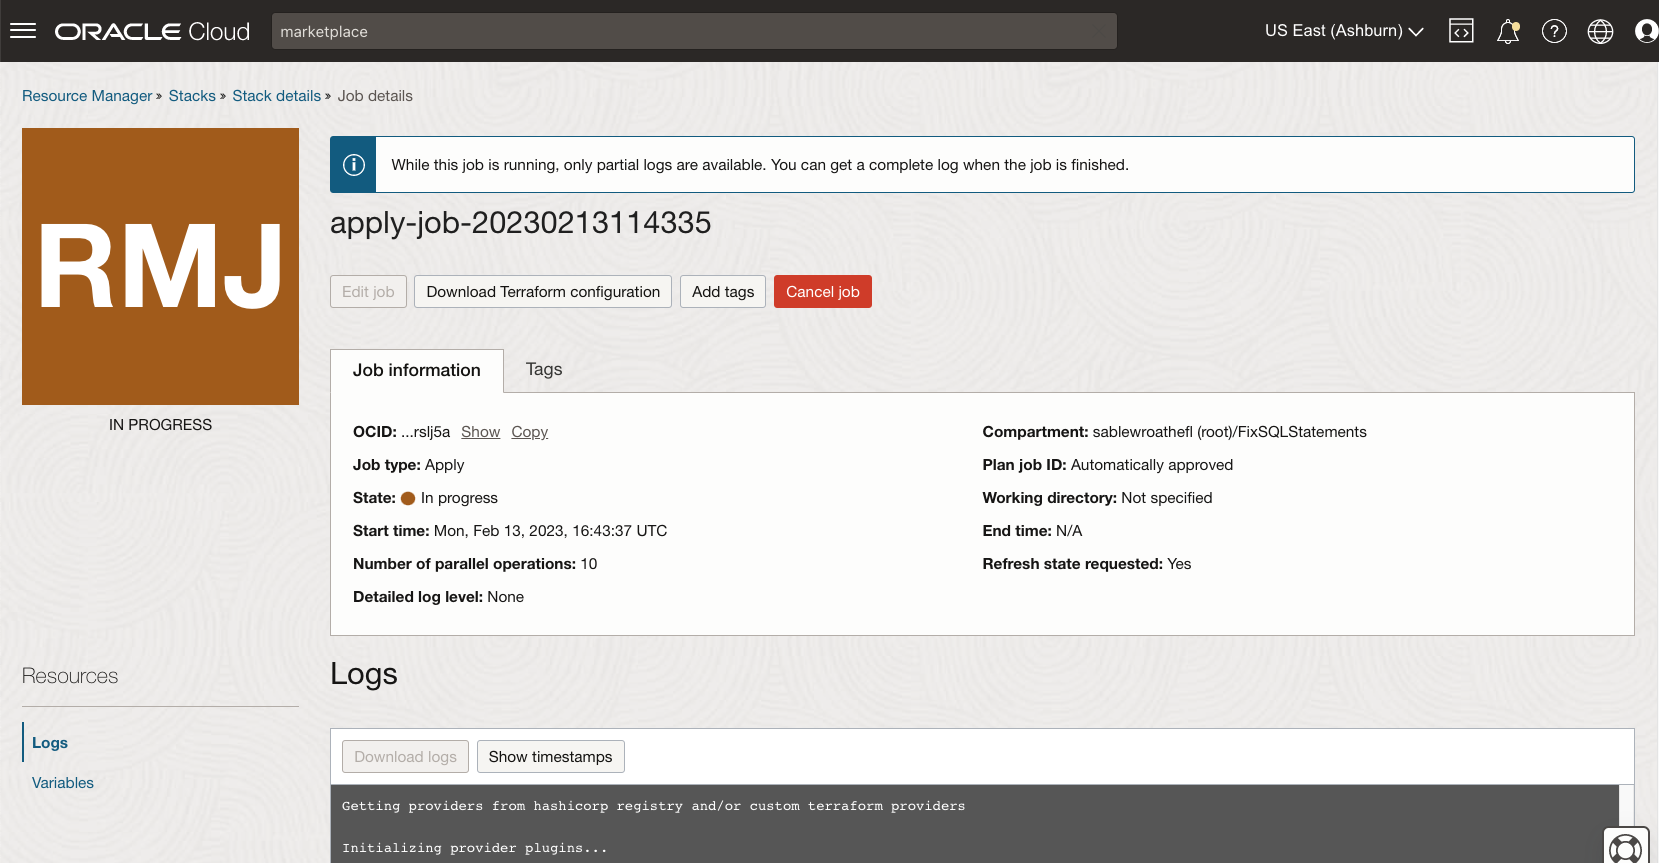 ORACLE Cloud
marketplace
US East (Ashburn)
Resource Manager » Stacks » Stack details » Job details
RMJ
IN PROGRESS
While this job is running, only partial logs are available. You can get a complete log when the job is finished.
apply-job-20230213114335
Edit job
Download Terraform configuration
Add tags
Cancel job
Job information
Tags
OCID: ...rslj5a Show Copy
Job type: Apply
State: In progress
Start time: Mon, Feb 13, 2023, 16:43:37 UTC
Number of parallel operations: 10
Detailed log level: None
Compartment: sablewroathefl (root)/FixSQLStatements
Plan job ID: Automatically approved
Working directory: Not specified
End time: N/A
Refresh state requested: Yes
Resources
Logs
Variables
Logs
Download logs
Show timestamps
Getting providers from hashicorp registry and/or custom terraform providers
Initializing provider plugins...